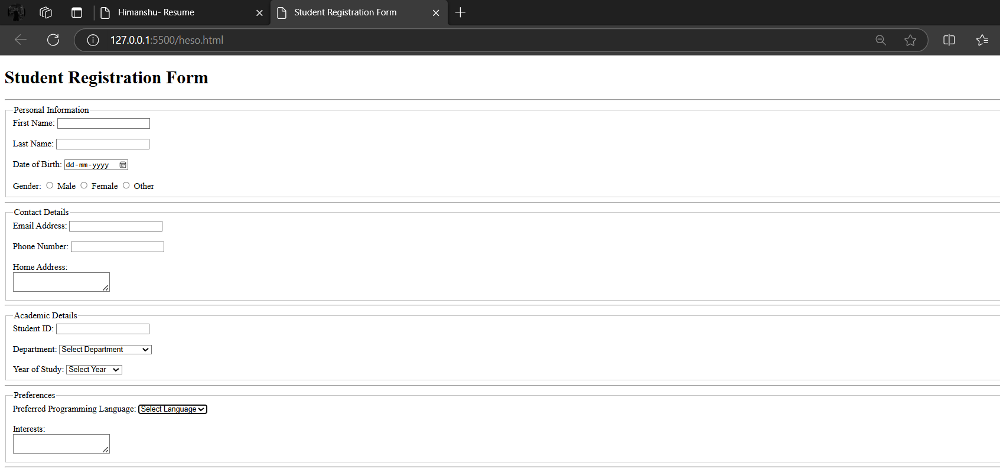 Himanshu- Resume
Student Registration Form
127.0.0.1:5500/heso.html
Student Registration Form
Personal Information
First Name:
Last Name:
Date of Birth: dd-mm-yyyy
Gender: Male Female Other
Contact Details
Email Address:
Phone Number:
Home Address:
Academic Details
Student ID:
Department: Select Department
Year of Study: Select Year
Preferences
Preferred Programming Language: Select Language
Interests: